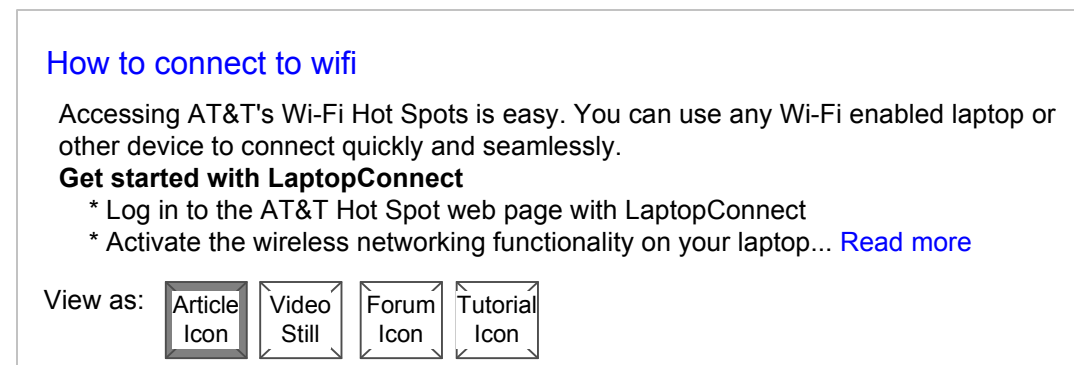 How to connect to wifi
Accessing AT&T's Wi-Fi Hot Spots is easy. You can use any Wi-Fi enabled laptop or
other device to connect quickly and seamlessly.
Get started with LaptopConnect
* Log in to the AT&T Hot Spot web page with LaptopConnect
* Activate the wireless networking functionality on your laptop... Read more
View as: Article Video Forum Tutorial
Icon Still Icon Icon